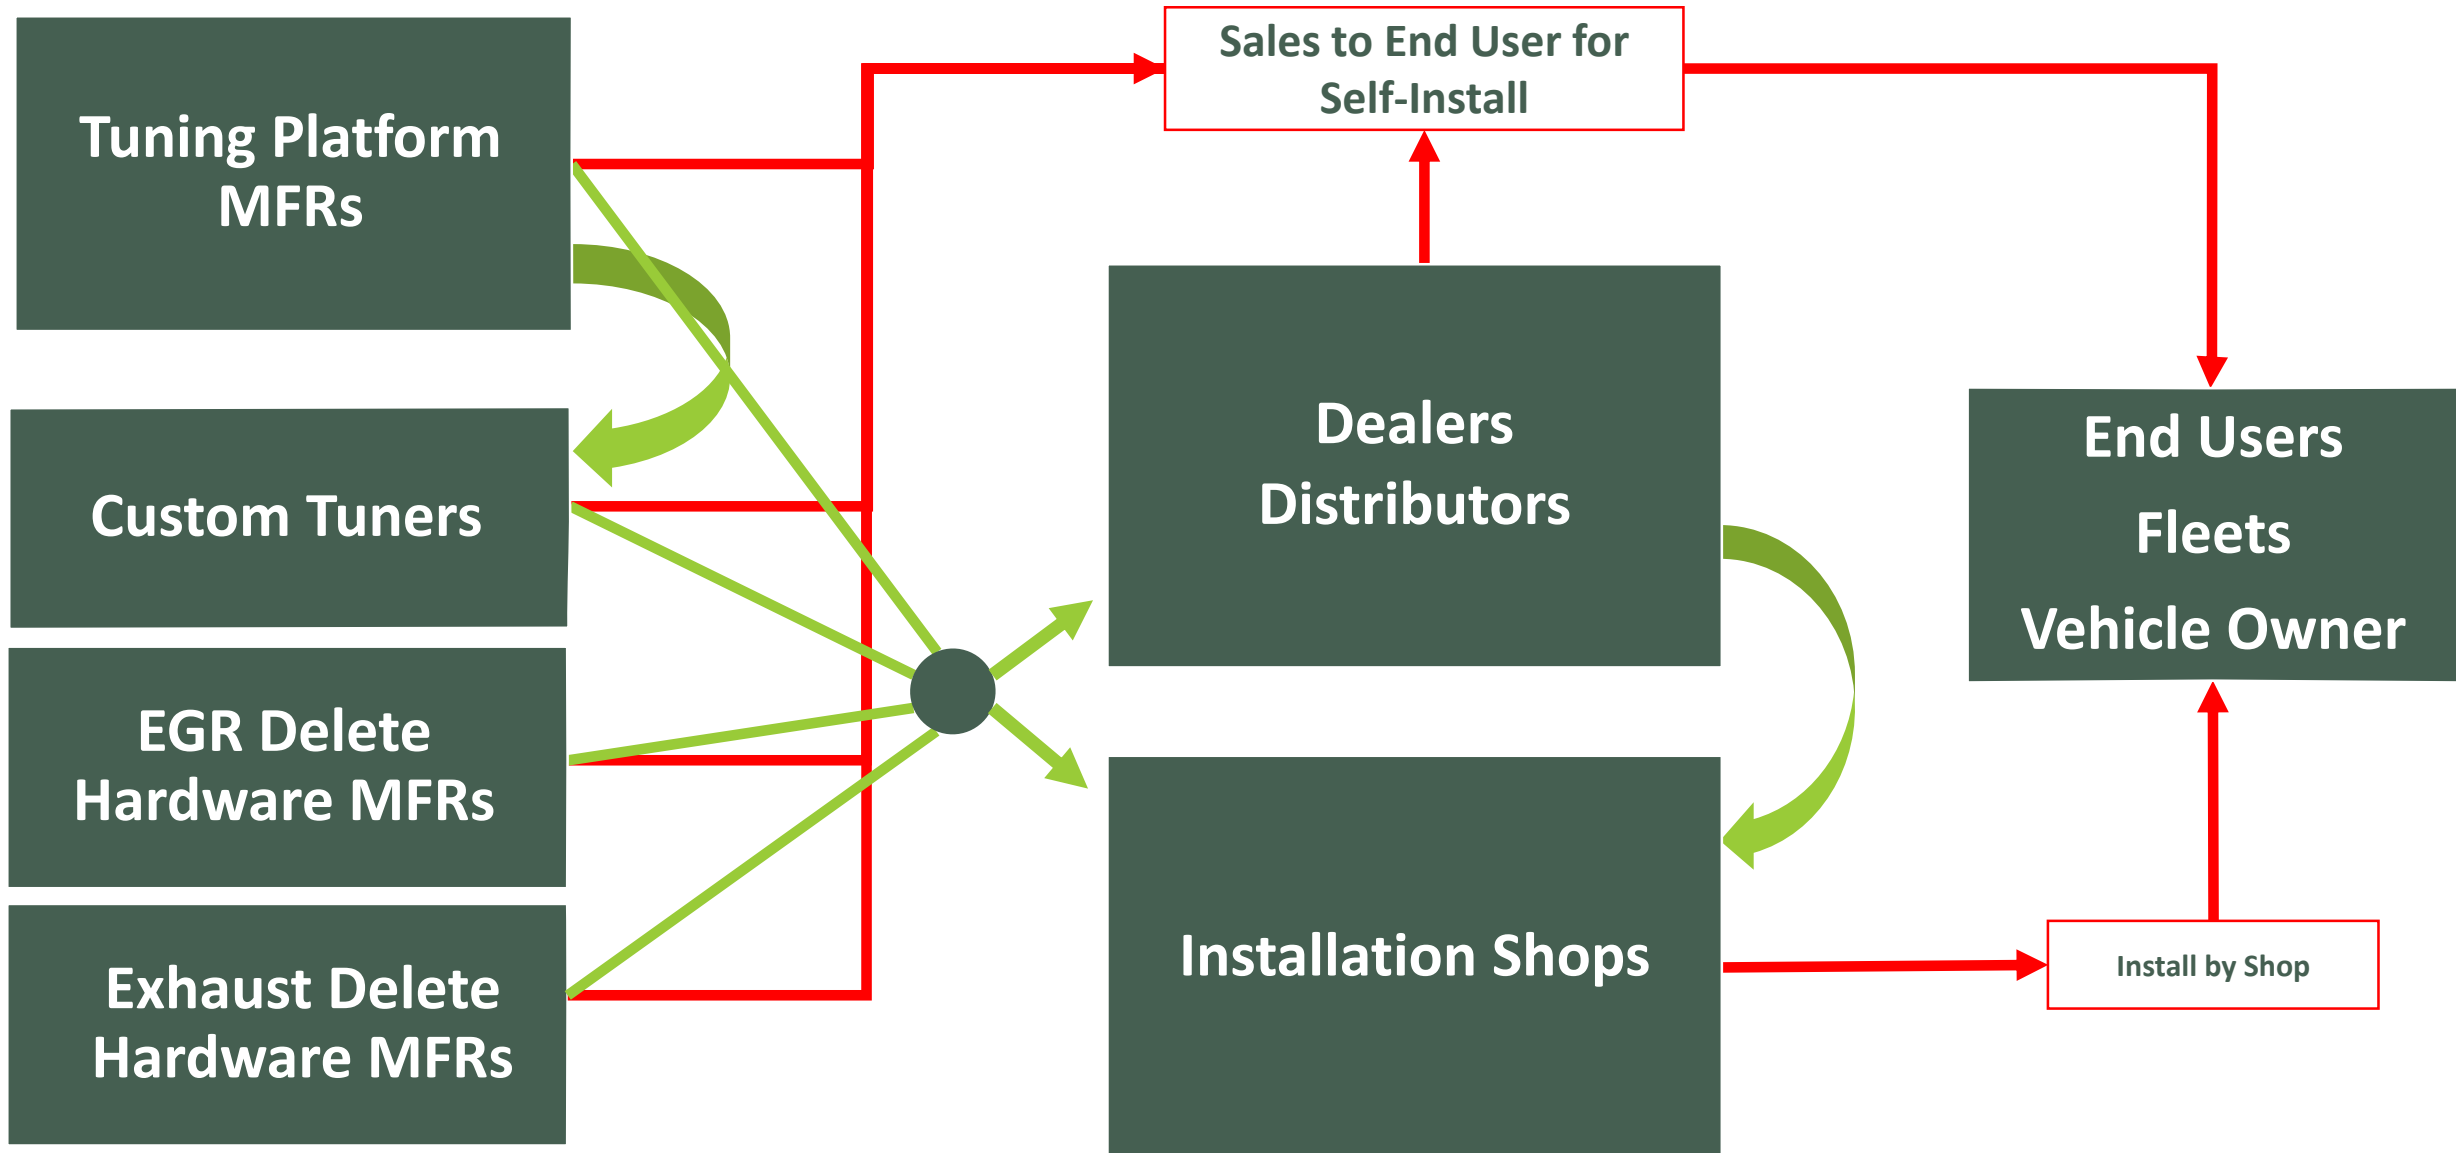 Tuning Platform
MFRs
Custom Tuners
EGR Delete
Hardware MFRs
Exhaust Delete
Hardware MFRs
Sales to End User for
Self-Install
Dealers
Distributors
Installation Shops
End Users
Fleets
Vehicle Owner
Install by Shop